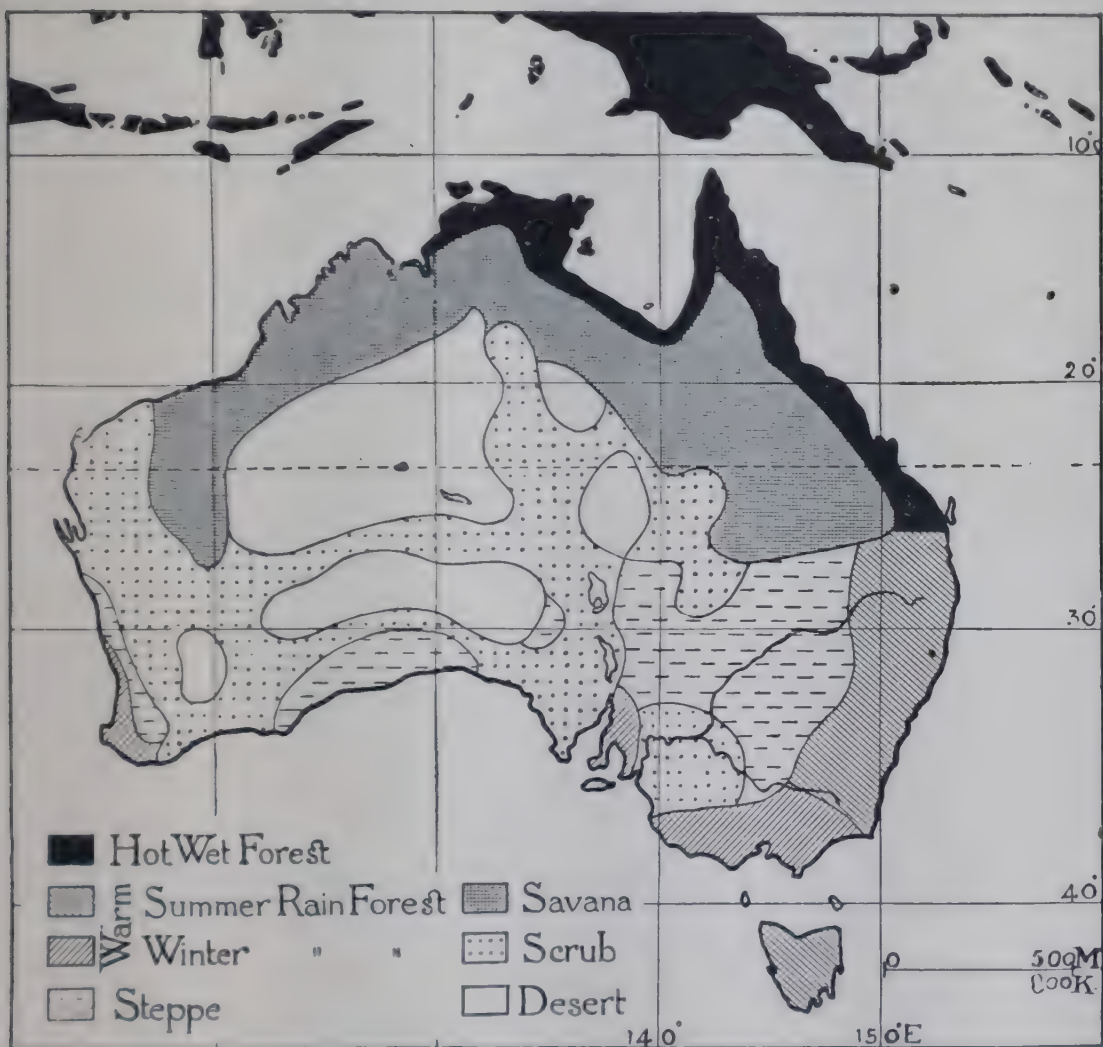 10°S
20°
30°
Hot Wet Forest
Warm
Summer Rain Forest
Savana
40°
Winter " "
Scrub
0 500M
800K.
Steppe
Desert
140° 150°E